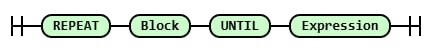 REPEAT Block UNTIL Expression